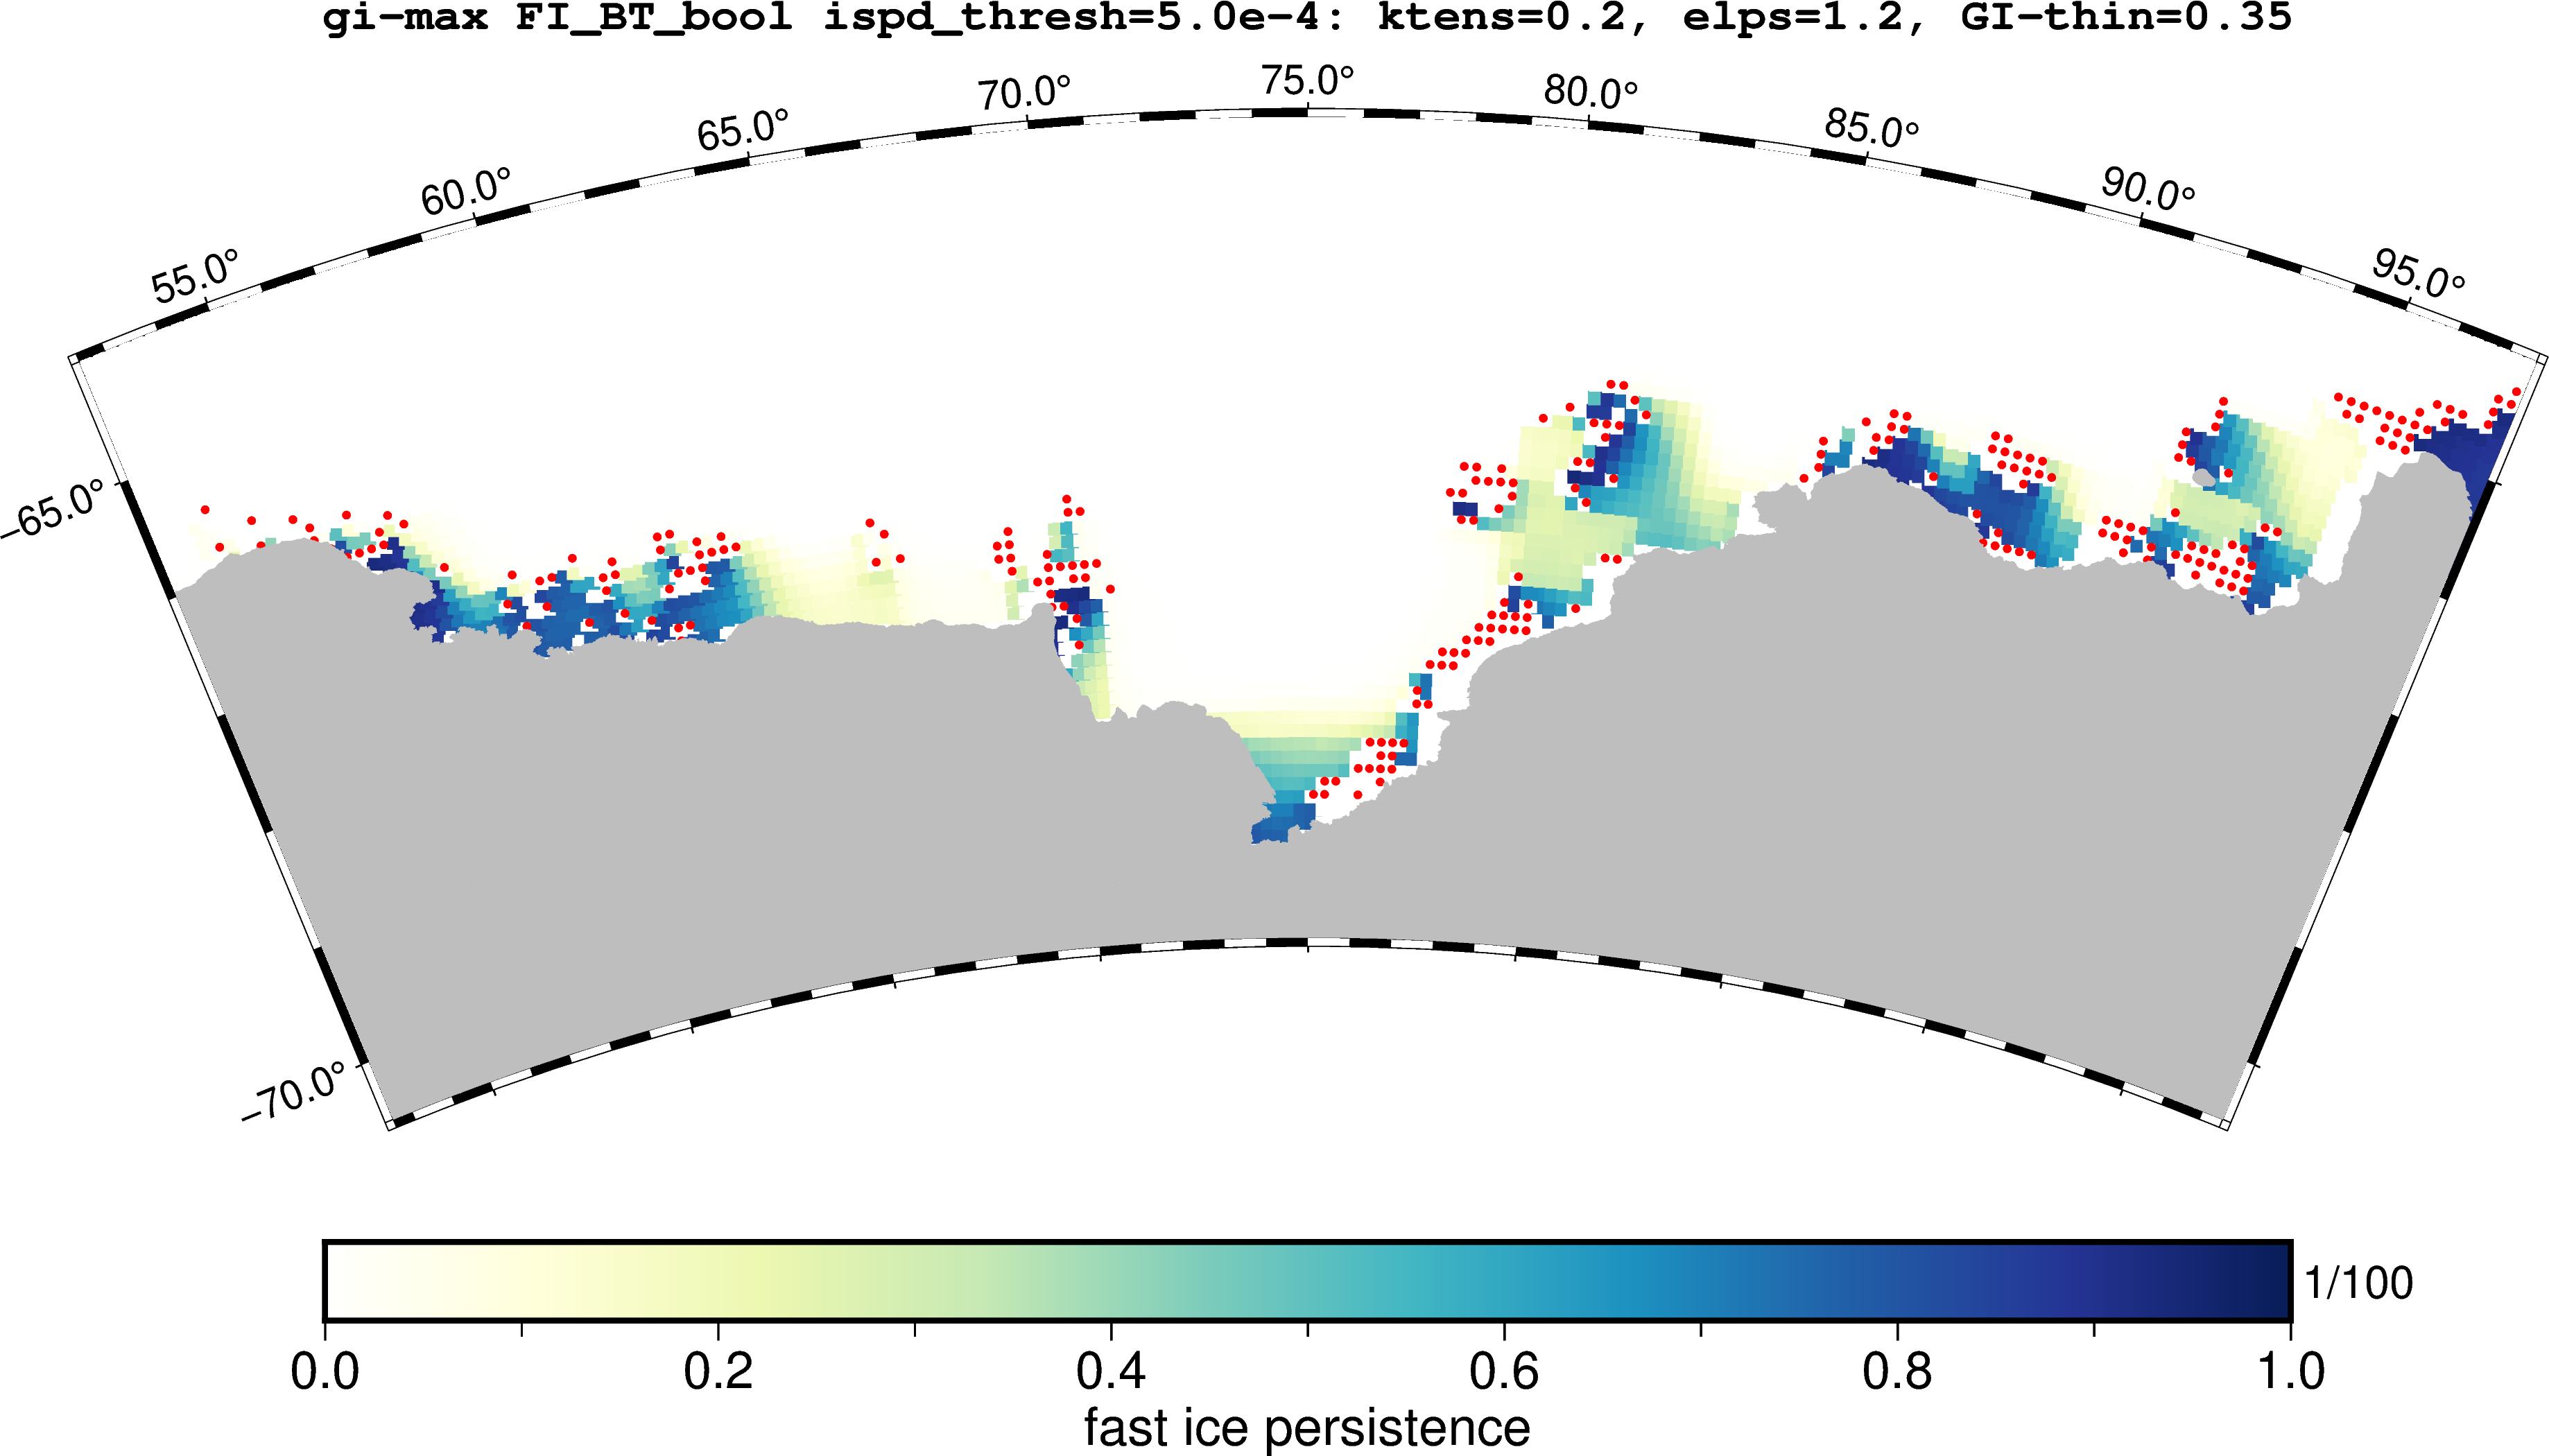 gi-max FI_BT_bool ispd_thresh=5.0e-4: ktens=0.2, elps=1.2, GI-thin=0.35
55.0° 60.0° 65.0° 70.0° 75.0° 80.0° 85.0° 90.0° 95.0°
-65.0°
-70.0°
1/100
0.0 0.2 0.4 0.6 0.8 1.0
fast ice persistence